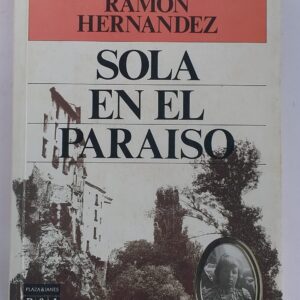 RAMON
HERNANDEZ
SOLA
EN EL
PARAISO
PLAZA & JANES